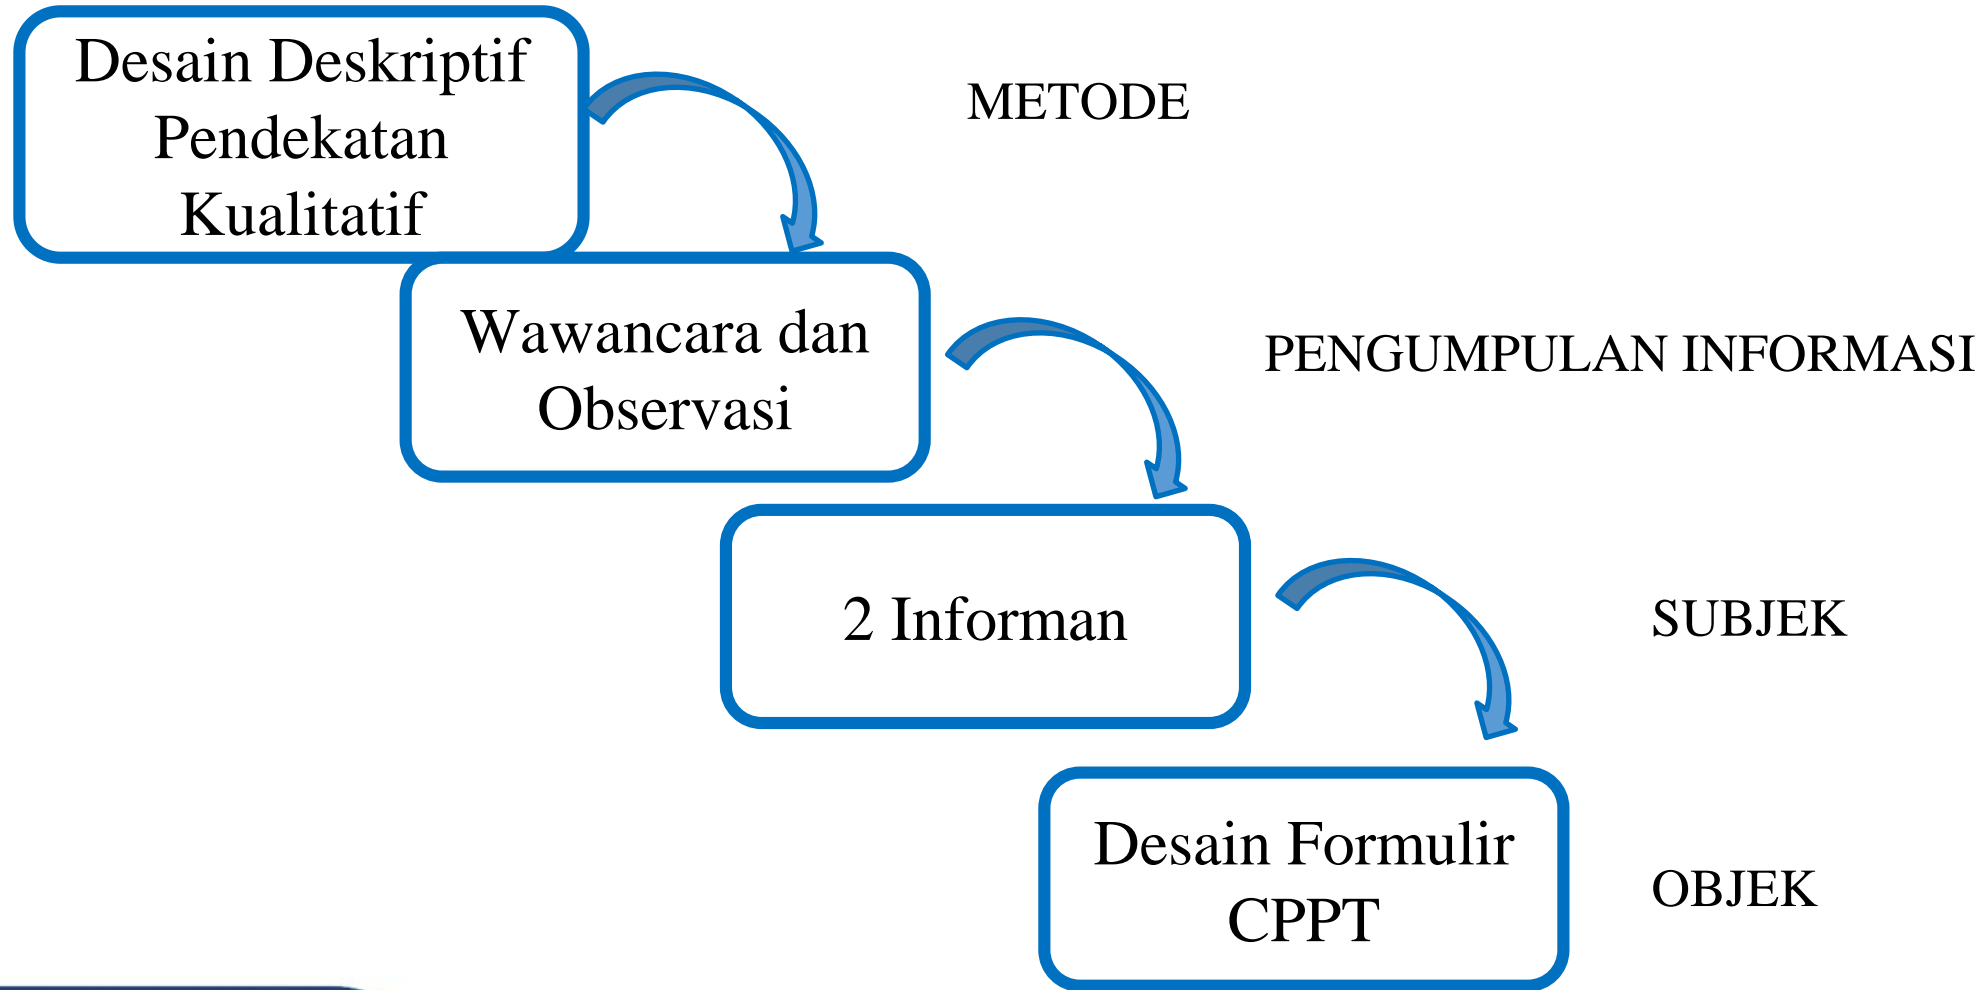 Desain Deskriptif
Pendekatan
Kualitatif
METODE
Wawancara dan
Observasi
PENGUMPULAN INFORMASI
2 Informan
SUBJEK
Desain Formulir
CPPT
OBJEK